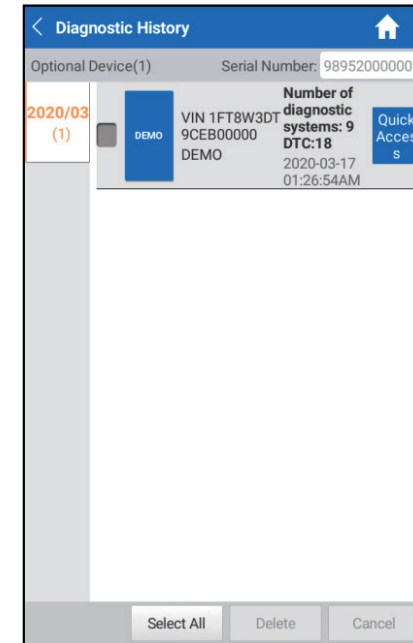 Diagnostic History
Optional Device(1) Serial Number: 98952000000
2020/03
(1)
DEMO
VIN 1FT8W3DT
9CEB00000
DEMO
Number of
diagnostic
systems: 9
DTC:18
2020-03-17
01:26:54AM
Quick
Acces
s
Select All Delete Cancel